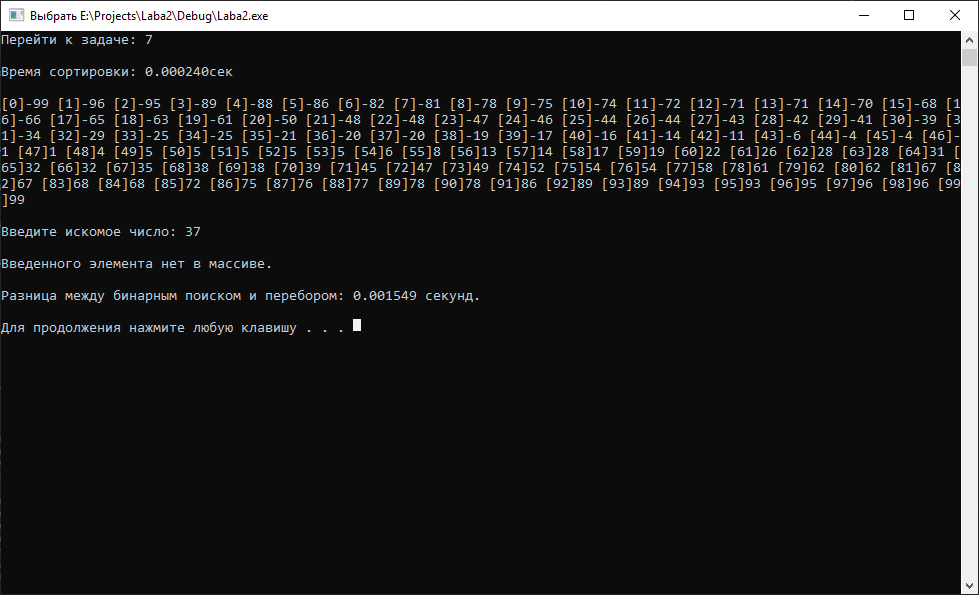 Выбрать E:\Projects\Laba2\Debug\Laba2.exe
Перейти к задаче: 7
Время сортировки: 0.000240сек
[0]-99 [1]-96 [2]-95 [3]-89 [4]-88 [5]-86 [6]-82 [7]-81 [8]-78 [9]-75 [10]-74 [11]-72 [12]-71 [13]-71 [14]-70 [15]-68 [1
6]-66 [17]-65 [18]-63 [19]-61 [20]-50 [21]-48 [22]-48 [23]-47 [24]-46 [25]-44 [26]-44 [27]-43 [28]-42 [29]-41 [30]-39 [3
1]-34 [32]-29 [33]-25 [34]-25 [35]-21 [36]-20 [37]-20 [38]-19 [39]-17 [40]-16 [41]-14 [42]-11 [43]-6 [44]-4 [45]-4 [46]-
1 [47]1 [48]4 [49]5 [50]5 [51]5 [52]5 [53]5 [54]6 [55]8 [56]13 [57]14 [58]17 [59]19 [60]22 [61]26 [62]28 [63]28 [64]31 [
65]32 [66]32 [67]35 [68]38 [69]38 [70]39 [71]45 [72]47 [73]49 [74]52 [75]54 [76]54 [77]58 [78]61 [79]62 [80]62 [81]67 [8
2]67 [83]68 [84]68 [85]72 [86]75 [87]76 [88]77 [89]78 [90]78 [91]86 [92]89 [93]89 [94]93 [95]93 [96]95 [97]96 [98]96 [99
]99
Введите искомое число: 37
Введенного элемента нет в массиве.
Разница между бинарным поиском и перебором: 0.001549 секунд.
Для продолжения нажмите любую клавишу . . .